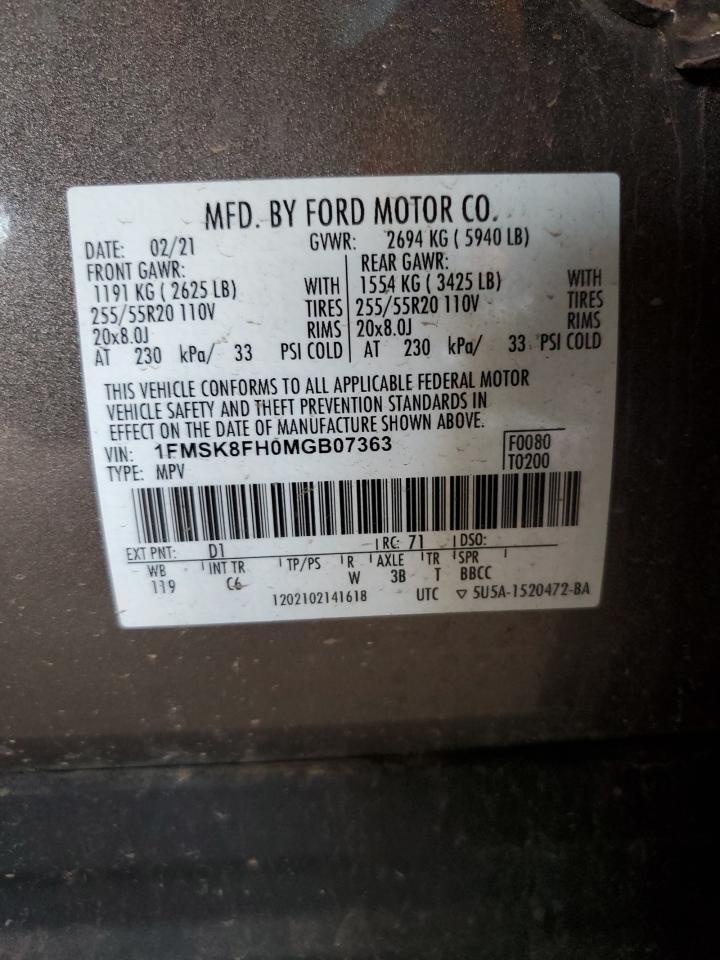 MFD. BY FORD MOTOR CO.
DATE: 02/21 GVWR: 2694 KG ( 5940 LB)
FRONT GAWR: REAR GAWR:
1191 KG ( 2625 LB) WITH 1554 KG ( 3425 LB) WITH
255/55R20 110V TIRES 255/55R20 110V TIRES
20x8.0J RIMS 20x8.0J RIMS
AT 230 kPa/ 33 PSI COLD AT 230 kPa/ 33 PSI COLD
THIS VEHICLE CONFORMS TO ALL APPLICABLE FEDERAL MOTOR
VEHICLE SAFETY AND THEFT PREVENTION STANDARDS IN
EFFECT ON THE DATE OF MANUFACTURE SHOWN ABOVE.
VIN: 1FMSK8FH0MGB07363 F0080
TYPE: MPV T0200
EXT PNT: D1 RC: 71 DSO:
WB INT TR TP/PS R AXLE TR SPR
119 C6 W 3B T BBCC
1202102141618 UTC ▽ 5U5A-1520472-BA